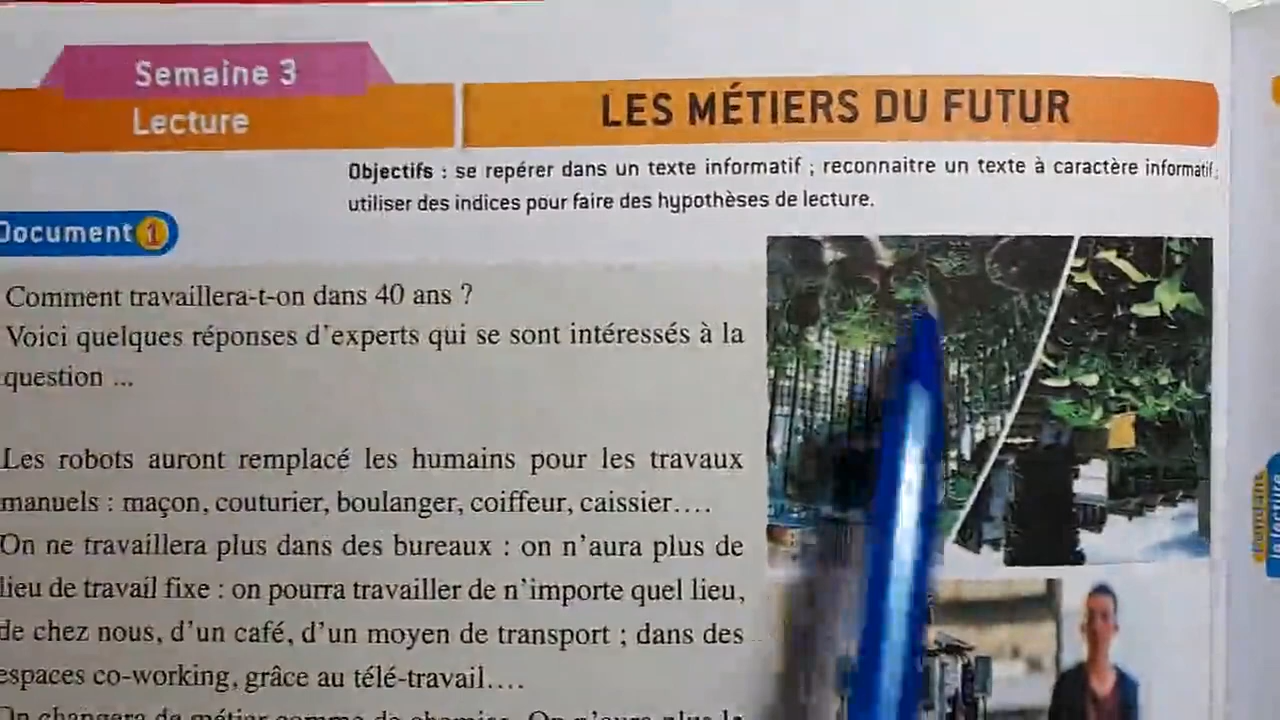 Semaine 3
Lecture
LES MÉTIERS DU FUTUR
Objectifs : se repérer dans un texte informatif ; reconnaitre un texte à caractère informatif ;
utiliser des indices pour faire des hypothèses de lecture.
Document 1
Comment travaillera-t-on dans 40 ans ?
Voici quelques réponses d'experts qui se sont intéressés à la
question ...
Les robots auront remplacé les humains pour les travaux
manuels : maçon, couturier, boulanger, coiffeur, caissier....
On ne travaillera plus dans des bureaux : on n'aura plus de
lieu de travail fixe : on pourra travailler de n'importe quel lieu,
de chez nous, d'un café, d'un moyen de transport ; dans des
espaces co-working, grâce au télé-travail....
On changera de métier comme de chemise. On n'aura plus le